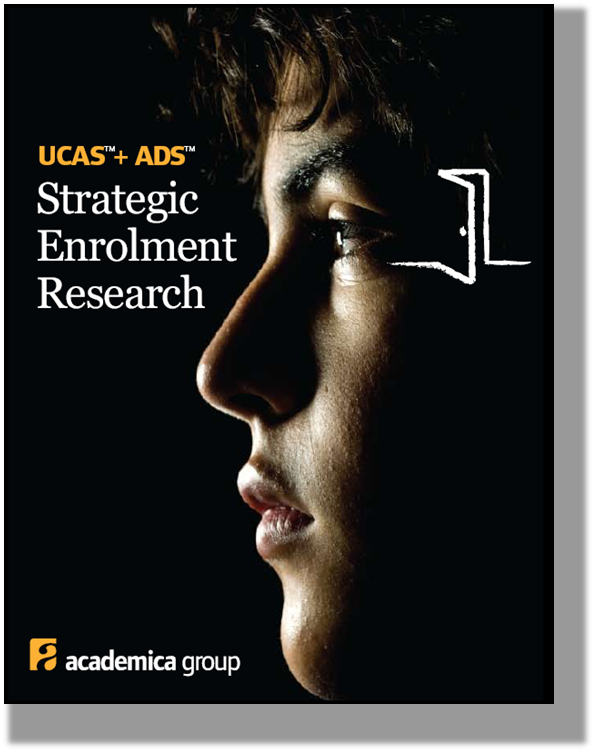 UCAS™+ ADS™
Strategic
Enrolment
Research
academica group